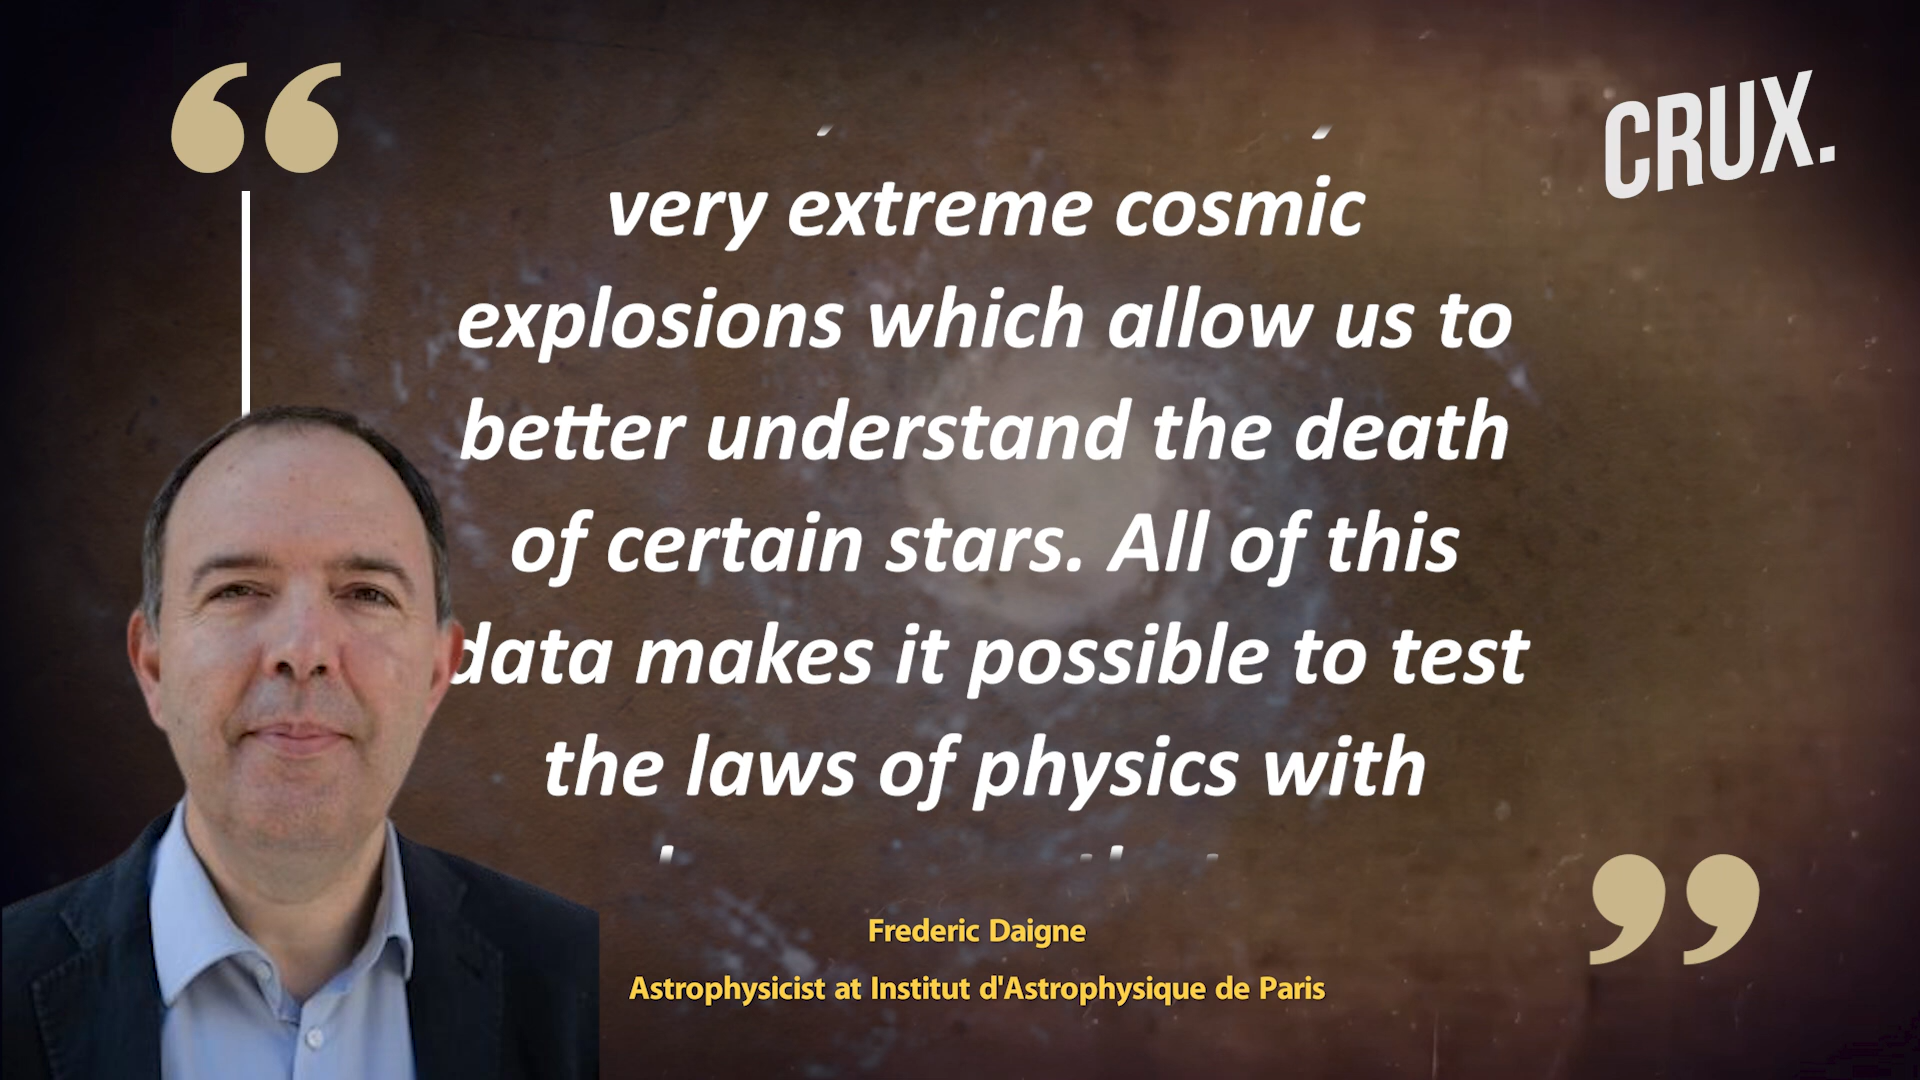 CRUX.
very extreme cosmic
explosions which allow us to
better understand the death
of certain stars. All of this
data makes it possible to test
the laws of physics with
Frederic Daigne
Astrophysicist at Institut d'Astrophysique de Paris